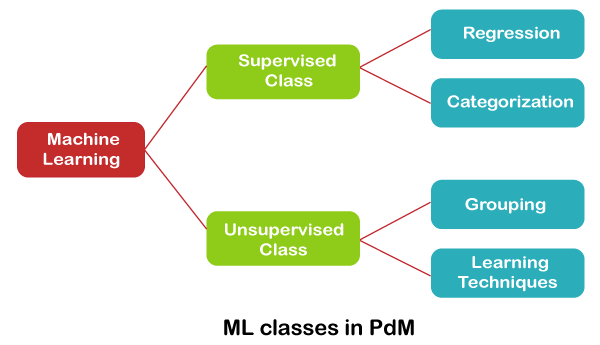 Machine
Learning
Supervised
Class
Regression
Categorization
Unsupervised
Class
Grouping
Learning
Techniques
ML classes in PdM